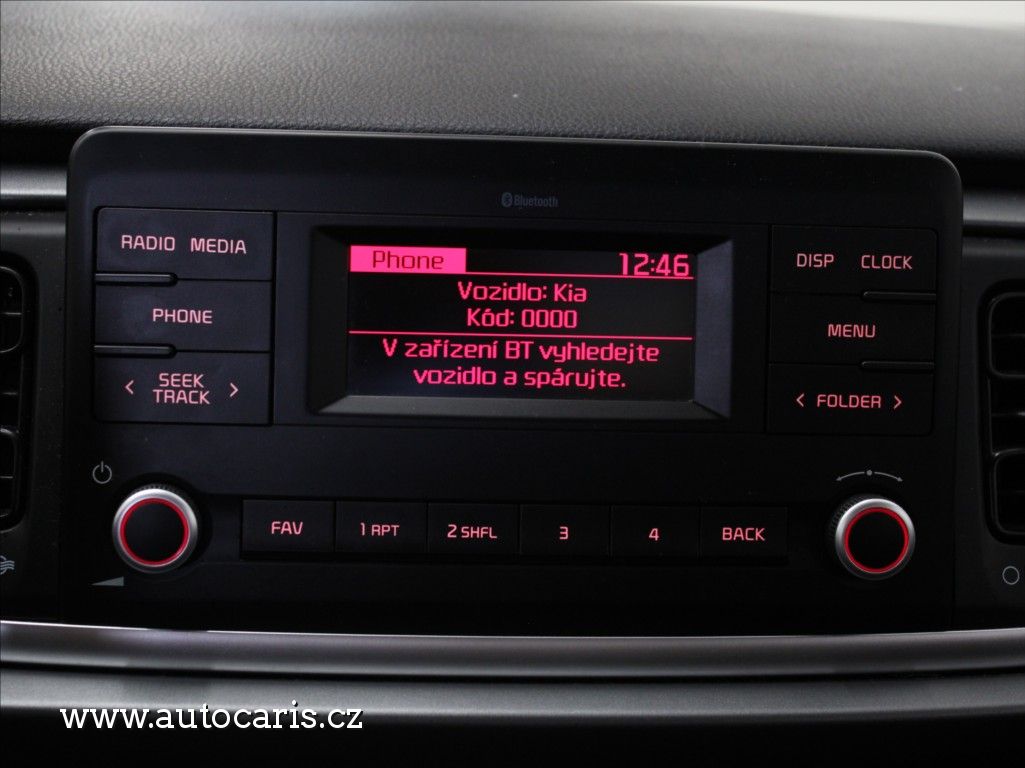 Bluetooth
RADIO MEDIA
DISP CLOCK
Phone 12:46
Vozidlo: Kia
Kód: 0000
PHONE
MENU
V zařízení BT vyhledejte
vozidlo a spárujte.
< SEEK >
TRACK
< FOLDER >
FAV 1 RPT 2 SHFL 3 4 BACK
www.autocaris.cz